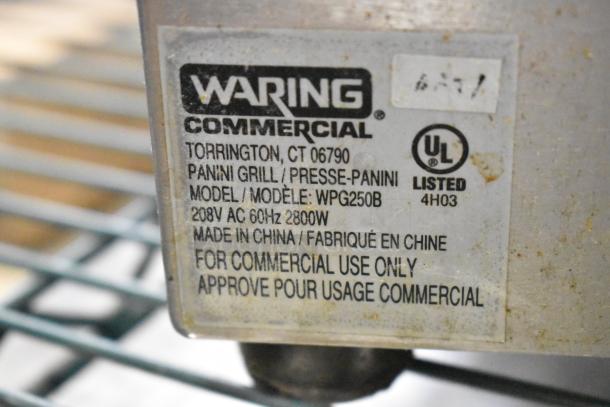 WARING
COMMERCIAL®
TORRINGTON, CT 06790
PANINI GRILL / PRESSE-PANINI
MODEL / MODÈLE: WPG250B
208V AC 60Hz 2800W
MADE IN CHINA / FABRIQUÉ EN CHINE
FOR COMMERCIAL USE ONLY
APPROVE POUR USAGE COMMERCIAL
UL®
LISTED
4H03